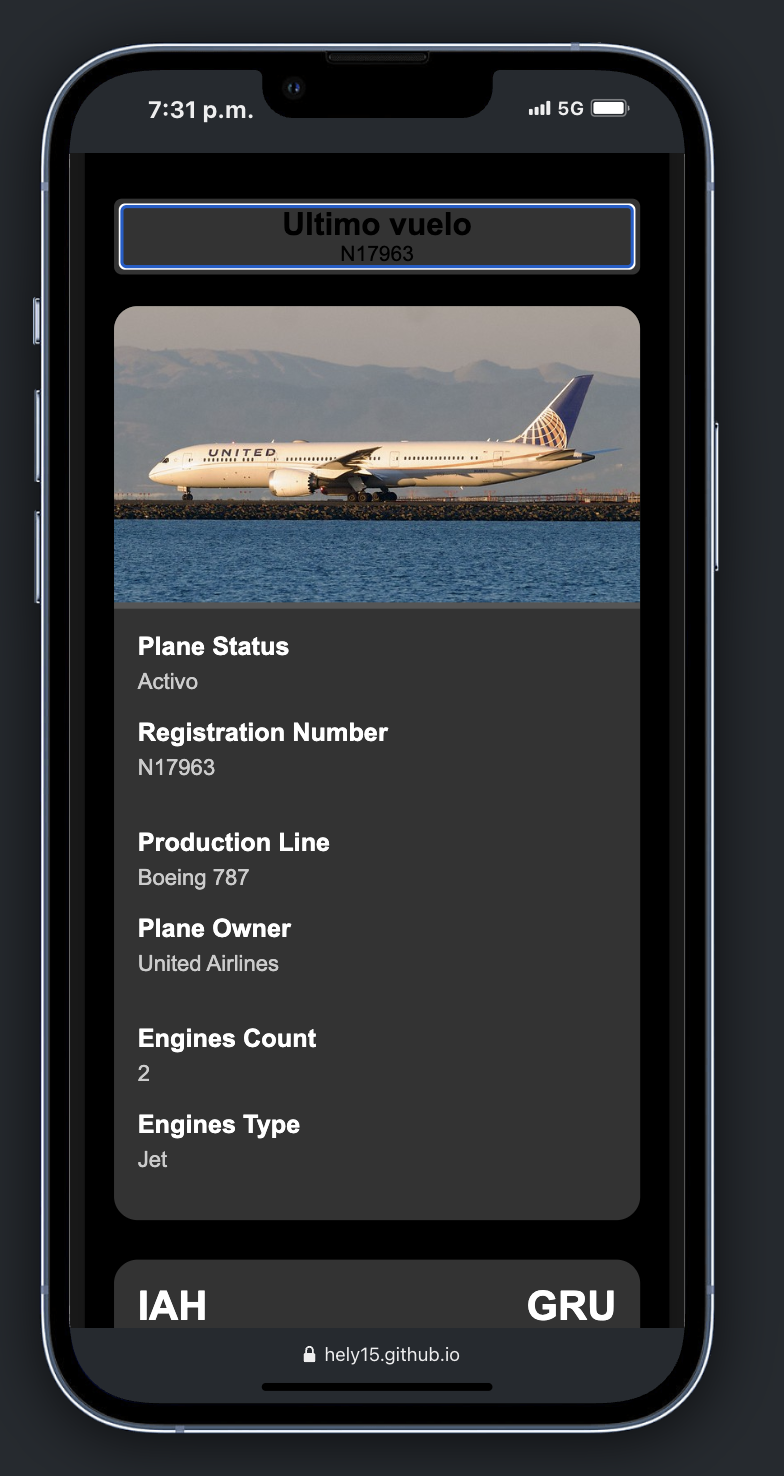 7:31 p.m.
5G
Ultimo vuelo
N17963
UNITED
Plane Status
Activo
Registration Number
N17963
Production Line
Boeing 787
Plane Owner
United Airlines
Engines Count
2
Engines Type
Jet
IAH
GRU
hely15.github.io